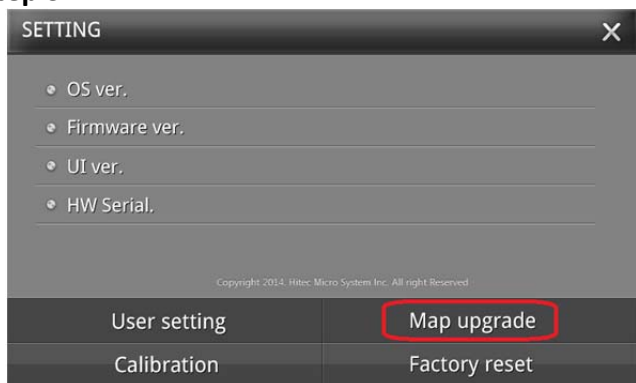 SETTING
OS ver.
Firmware ver.
UI ver.
HW Serial.
Copyright 2014. Hitec Micro System Inc. All right Reserved
User setting
Map upgrade
Calibration
Factory reset